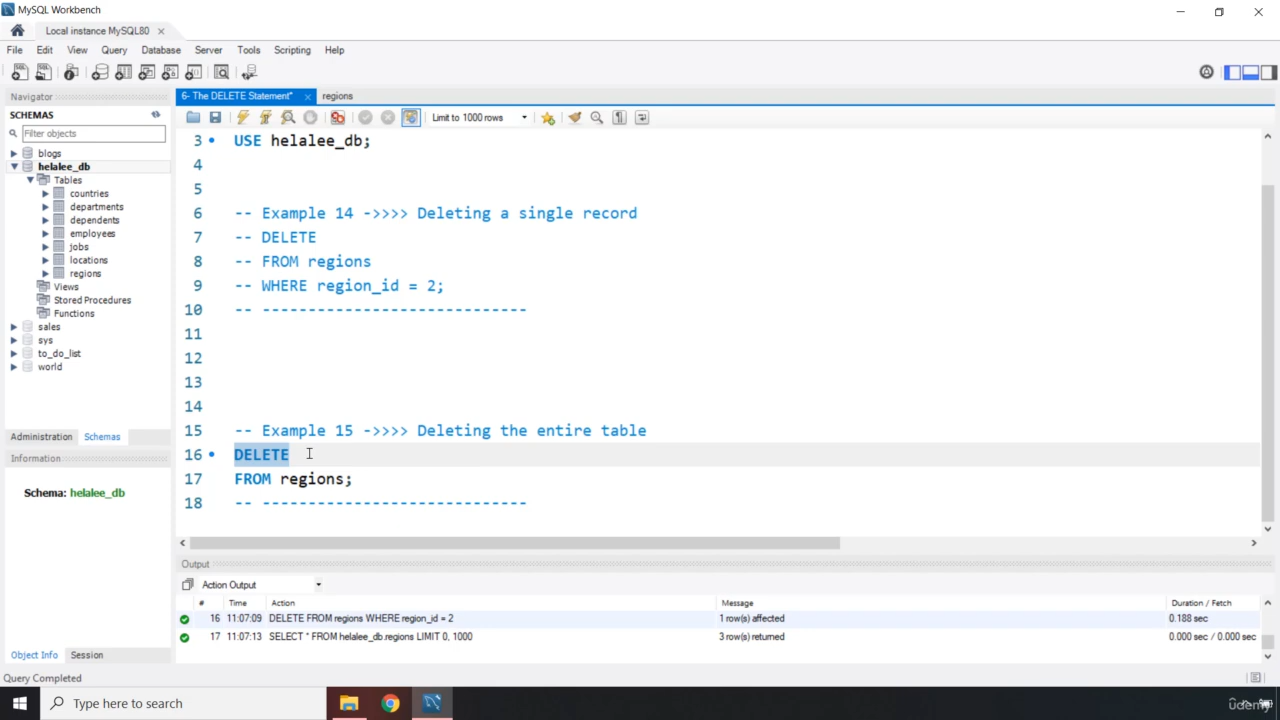 MySQL Workbench
Local instance MySQL80
File Edit View Query Database Server Tools Scripting Help
Navigator
SCHEMAS
Filter objects
blogs
helalee_db
Tables
countries
departments
dependents
employees
jobs
locations
regions
Views
Stored Procedures
Functions
sales
sys
to_do_list
world
Administration Schemas
Information
Schema: helalee_db
Object Info Session
6- The DELETE Statement* regions
Limit to 1000 rows
3 USE helalee_db;
4
5
6 -- Example 14 ->>>> Deleting a single record
7 -- DELETE
8 -- FROM regions
9 -- WHERE region_id = 2;
10 -- -----------------------------
11
12
13
14
15 -- Example 15 ->>>> Deleting the entire table
16 DELETE
17 FROM regions;
18 -- -----------------------------
Output
Action Output
# Time Action Message Duration / Fetch
16 11:07:09 DELETE FROM regions WHERE region_id = 2 1 row(s) affected 0.188 sec
17 11:07:13 SELECT * FROM helalee_db.regions LIMIT 0, 1000 3 row(s) returned 0.000 sec / 0.000 sec
Query Completed
Type here to search
udemy